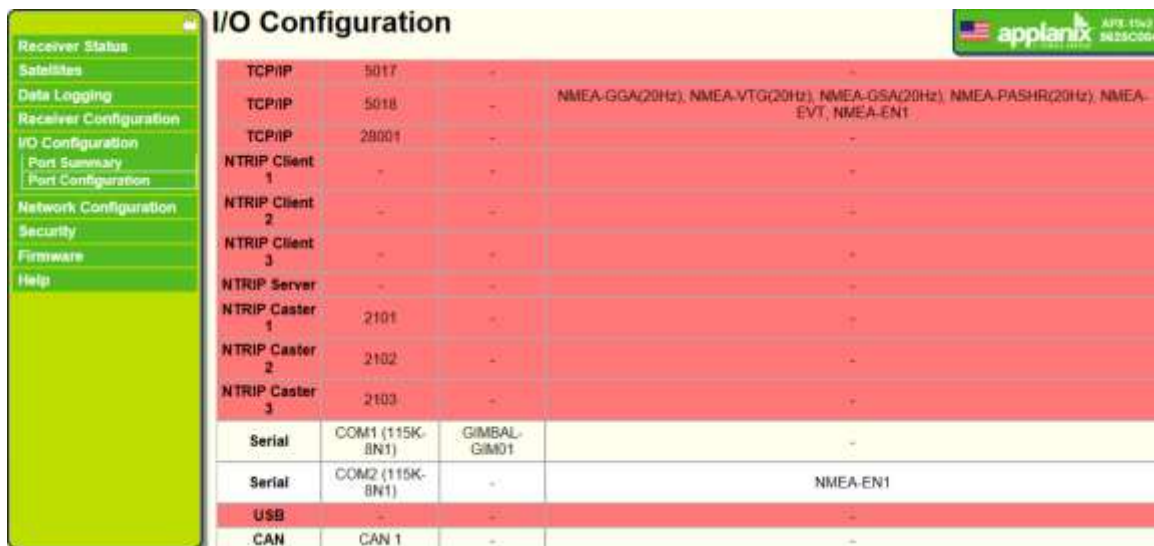 I/O Configuration
applanix
Receiver Status
Satellites
Data Logging
Receiver Configuration
I/O Configuration
Port Summary
Port Configuration
Network Configuration
Security
Firmware
Help
TCP/IP 5017 - -
TCP/IP 5018 - NMEA-GGA(20Hz), NMEA-VTG(20Hz), NMEA-GSA(20Hz), NMEA-PASHR(20Hz), NMEA-
EVT, NMEA-EN1
TCP/IP 28001 - -
NTRIP Client
1 - - -
NTRIP Client
2 - - -
NTRIP Client
3 - - -
NTRIP Server - - -
NTRIP Caster
1 2101 - -
NTRIP Caster
2 2102 - -
NTRIP Caster
3 2103 - -
Serial COM1 (115K-
8N1) GIMBAL-
GIM01 -
Serial COM2 (115K-
8N1) - NMEA-EN1
USB - - -
CAN CAN 1 - -